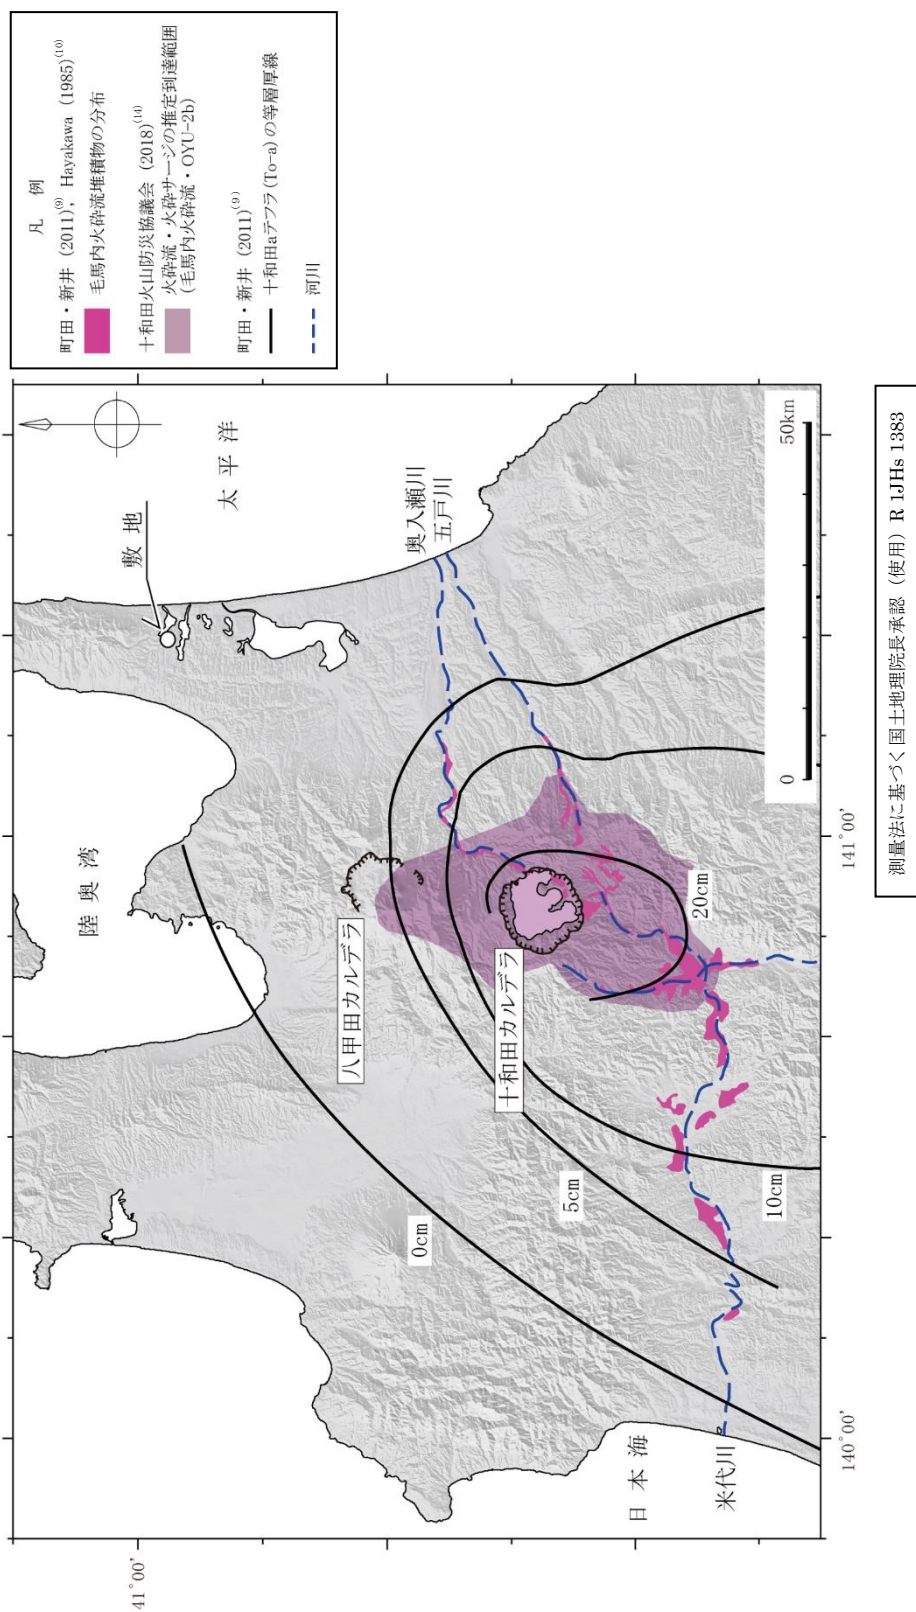 凡 例
町田・新井 (2011)(9), Hayakawa (1985)(10)
毛馬内火砕流堆積物の分布
十和田火山防災協議会 (2018)(14)
火砕流・火砕サージの推定到達範囲
(毛馬内火砕流・OYU-2b)
町田・新井 (2011)(9)
十和田aテフラ(To-a)の等層厚線
河川
41°00'
陸奥湾
敷地
太平洋
八甲田カルデラ
0cm
奥入瀬川
五戸川
十和田カルデラ
5cm
20cm
10cm
日本海
米代川
0
50km
140°00'
141°00'
測量法に基づく国土地理院長承認(使用)R 1JHs 1383